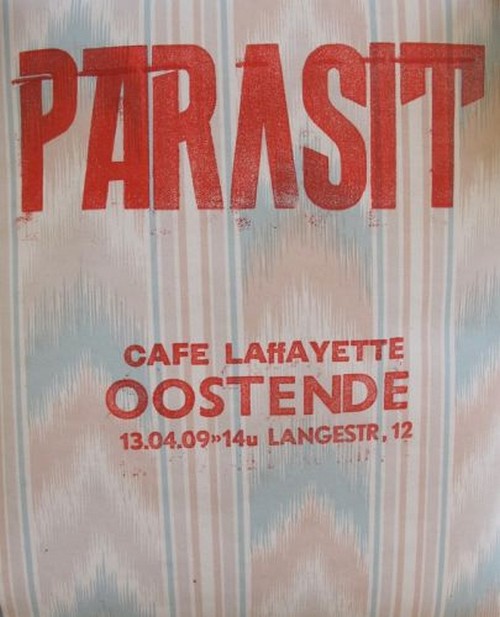 PARASIT
CAFE LAffAYETTE
OOSTENDE
13.04.09»14u LANGESTR, 12